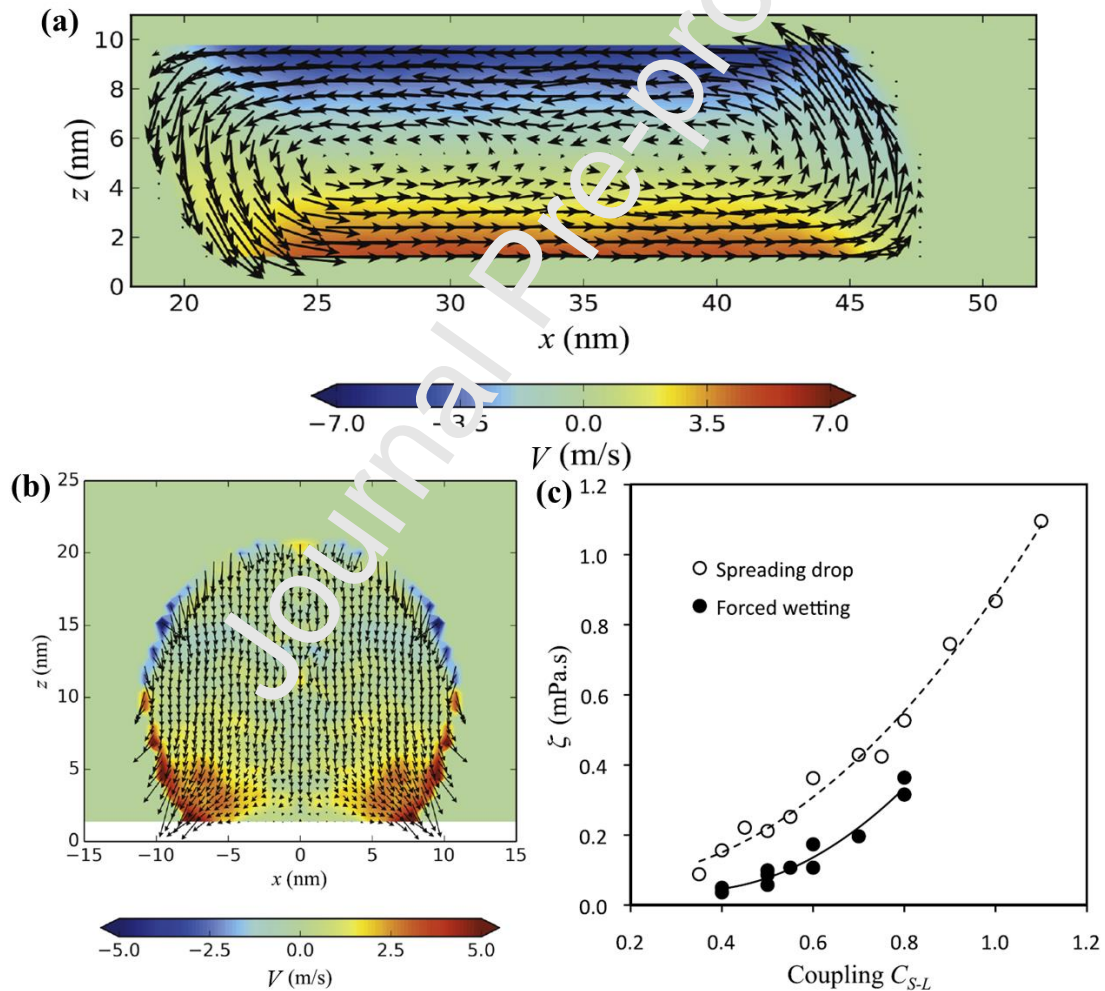 (a)
10
8
6
4
2
0
z (nm)
20 25 30 35 40 45 50
x (nm)
−7.0 −3.5 0.0 3.5 7.0
V (m/s)
(b)
25
20
15
10
5
0
z (nm)
−15 −10 −5 0 5 10 15
x (nm)
−5.0 −2.5 0.0 2.5 5.0
V (m/s)
(c)
1.2
1.0
0.8
0.6
0.4
0.2
0.0
ζ (mPa.s)
Spreading drop
Forced wetting
0.2 0.4 0.6 0.8 1.0 1.2
Coupling C_{S-L}
Journal Pre-pro